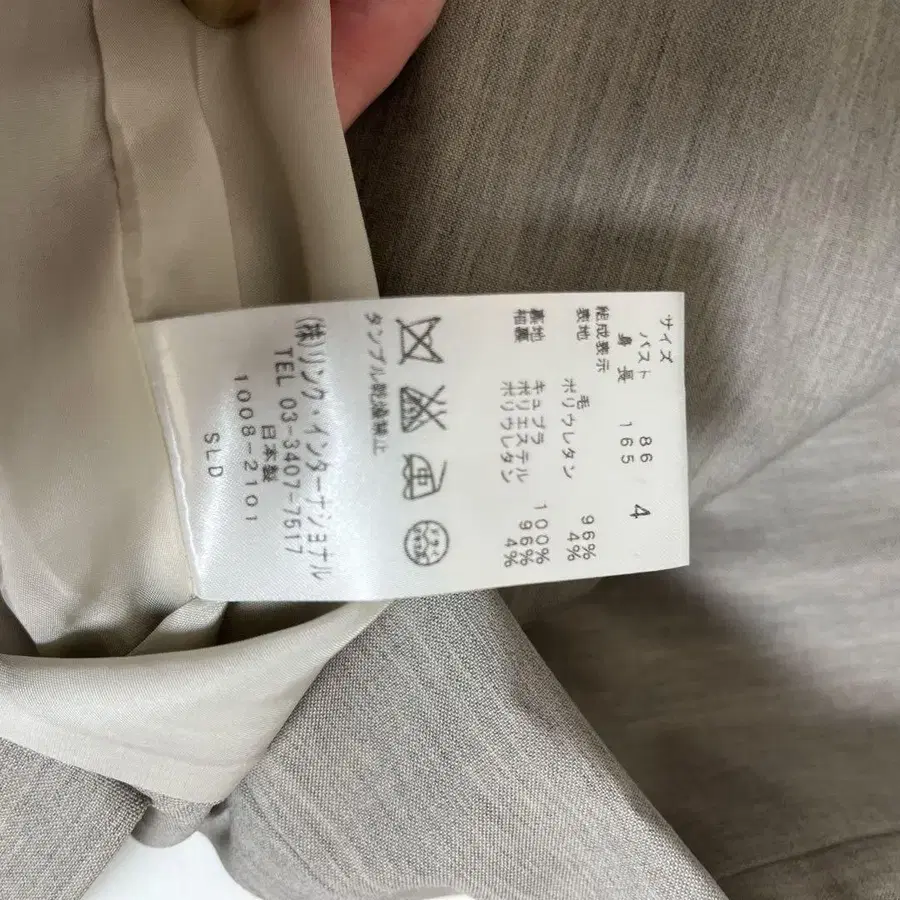 サイズ 4
バスト 86
身長 165
組成表示
表地 毛 96%
ポリウレタン 4%
裏地 キュプラ 100%
袖裏 ポリエステル 96%
ポリウレタン 4%
タンブル乾燥禁止
(株)リンク・インターナショナル
TEL 03-3407-7517
日本製
1008-2101
SLD